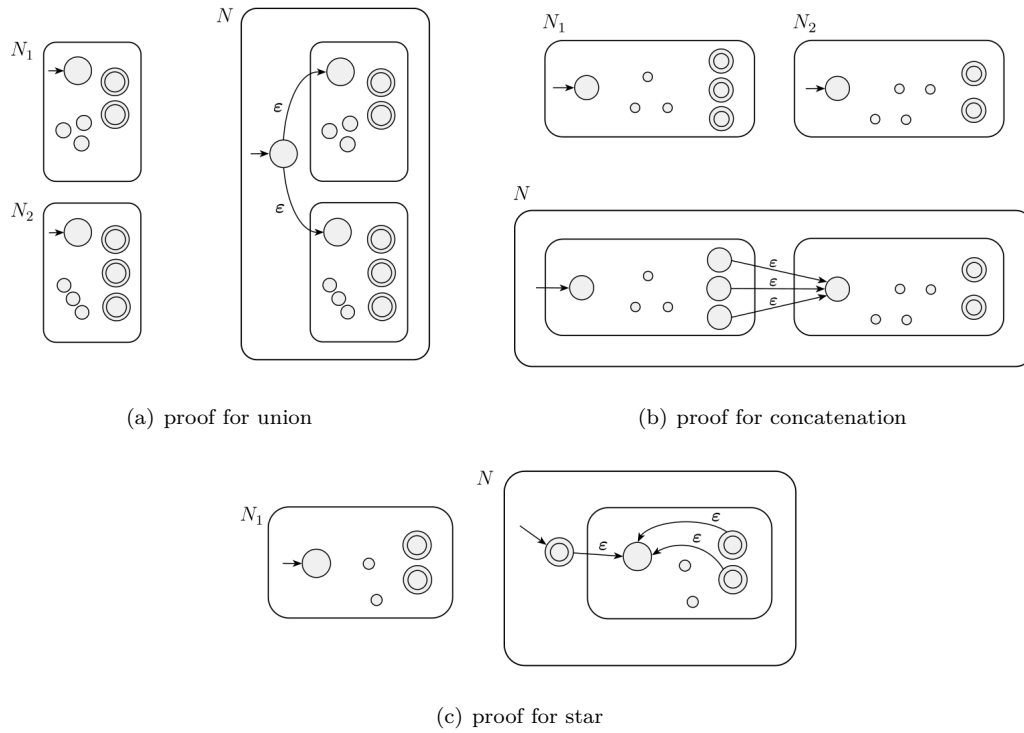 N
N₁
ε
N₂
ε
(a) proof for union
N₁
N₂
N
ε
ε
ε
(b) proof for concatenation
N₁
N
ε
ε
ε
(c) proof for star